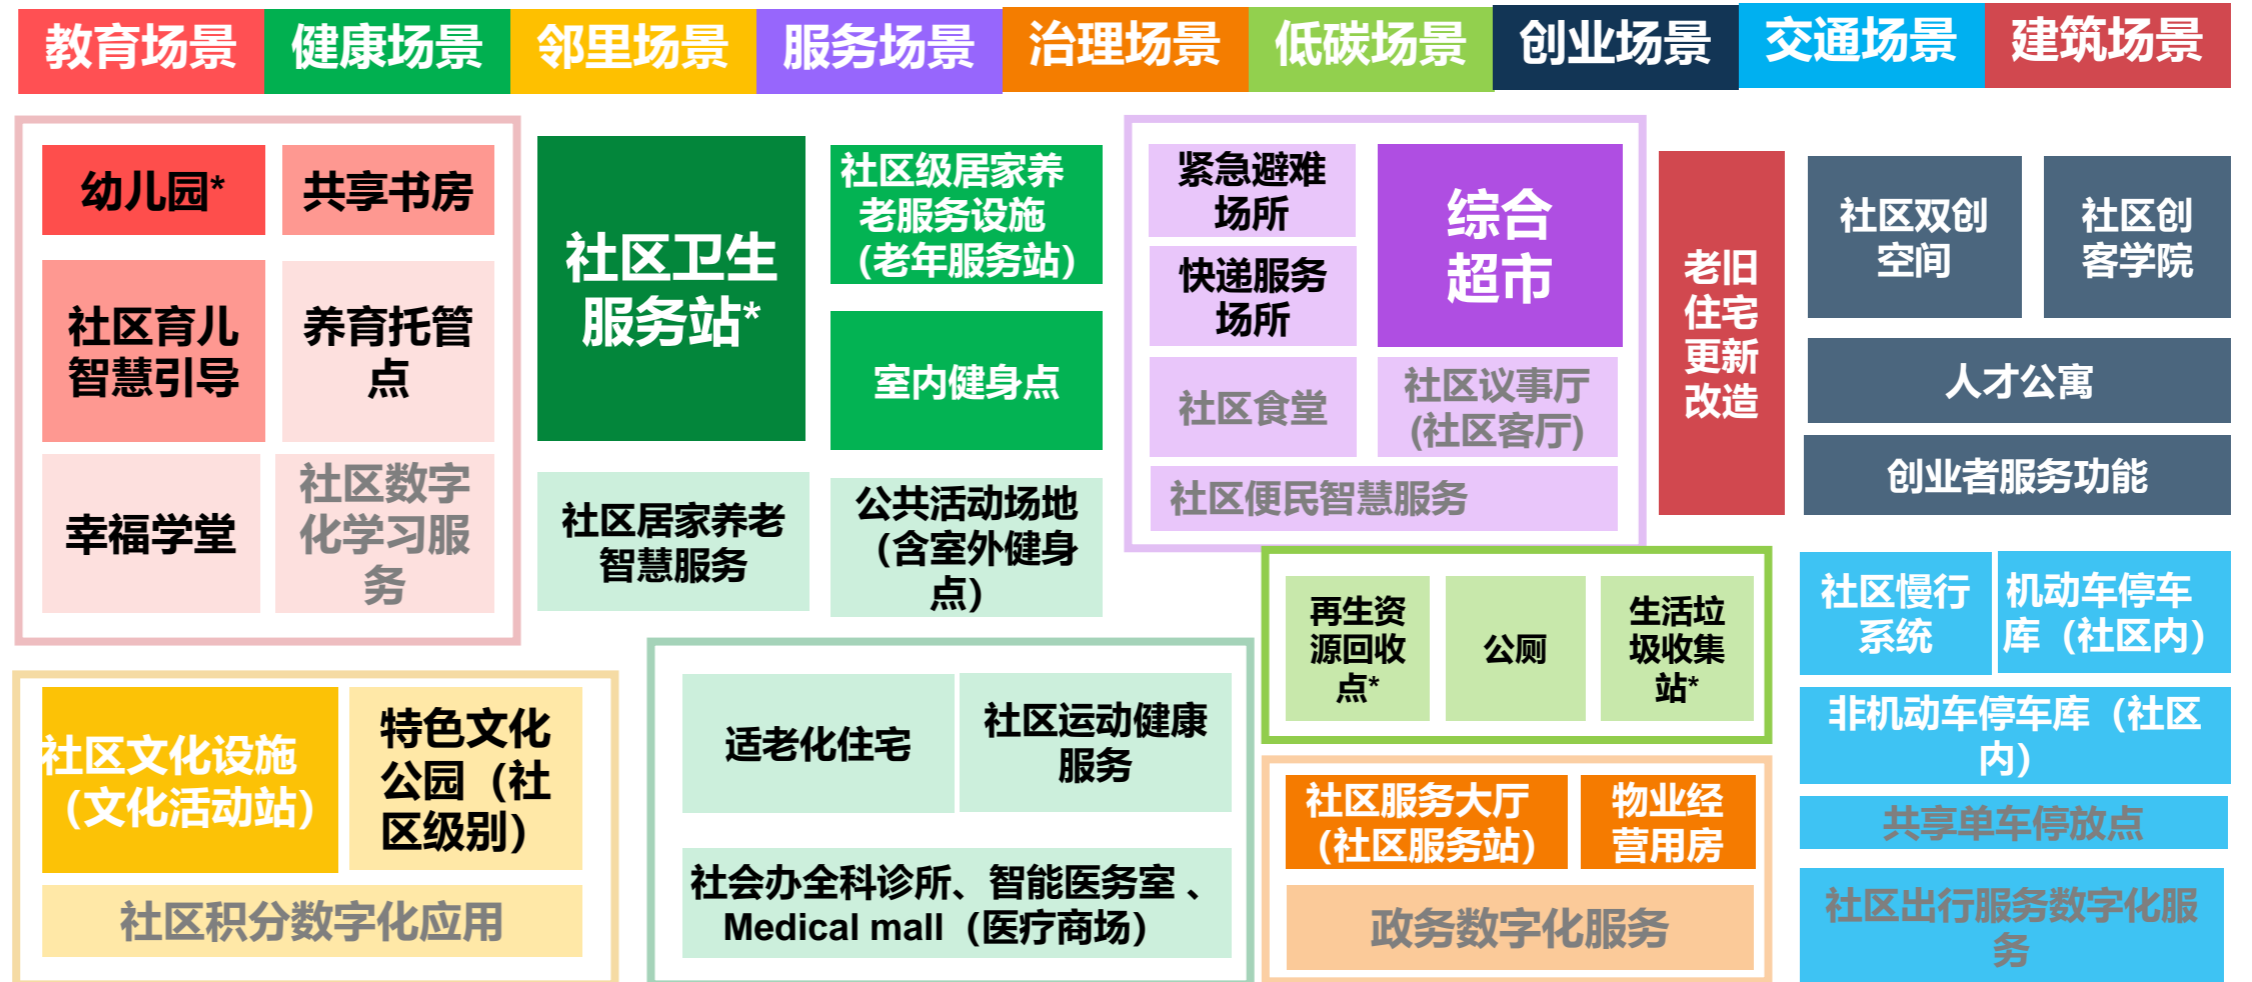 教育场景
健康场景
邻里场景
服务场景
治理场景
低碳场景
创业场景
交通场景
建筑场景
幼儿园*
共享书房
社区育儿
智慧引导
养育托管
点
幸福学堂
社区数字
化学习服
务
社区卫生
服务站*
社区级居家养
老服务设施
（老年服务站）
室内健身点
社区居家养老
智慧服务
公共活动场地
（含室外健身
点）
紧急避难
场所
综合
超市
快递服务
场所
社区食堂
社区议事厅
(社区客厅)
社区便民智慧服务
老旧
住宅
更新
改造
社区双创
空间
社区创
客学院
人才公寓
创业者服务功能
社区文化设施
（文化活动站）
特色文化
公园（社
区级别）
社区积分数字化应用
适老化住宅
社区运动健康
服务
社会办全科诊所、智能医务室 、
Medical mall（医疗商场）
再生资
源回收
点*
公厕
生活垃
圾收集
站*
社区服务大厅
（社区服务站）
物业经
营用房
政务数字化服务
社区慢行
系统
机动车停车
库（社区内）
非机动车停车库（社区
内）
共享单车停放点
社区出行服务数字化服
务